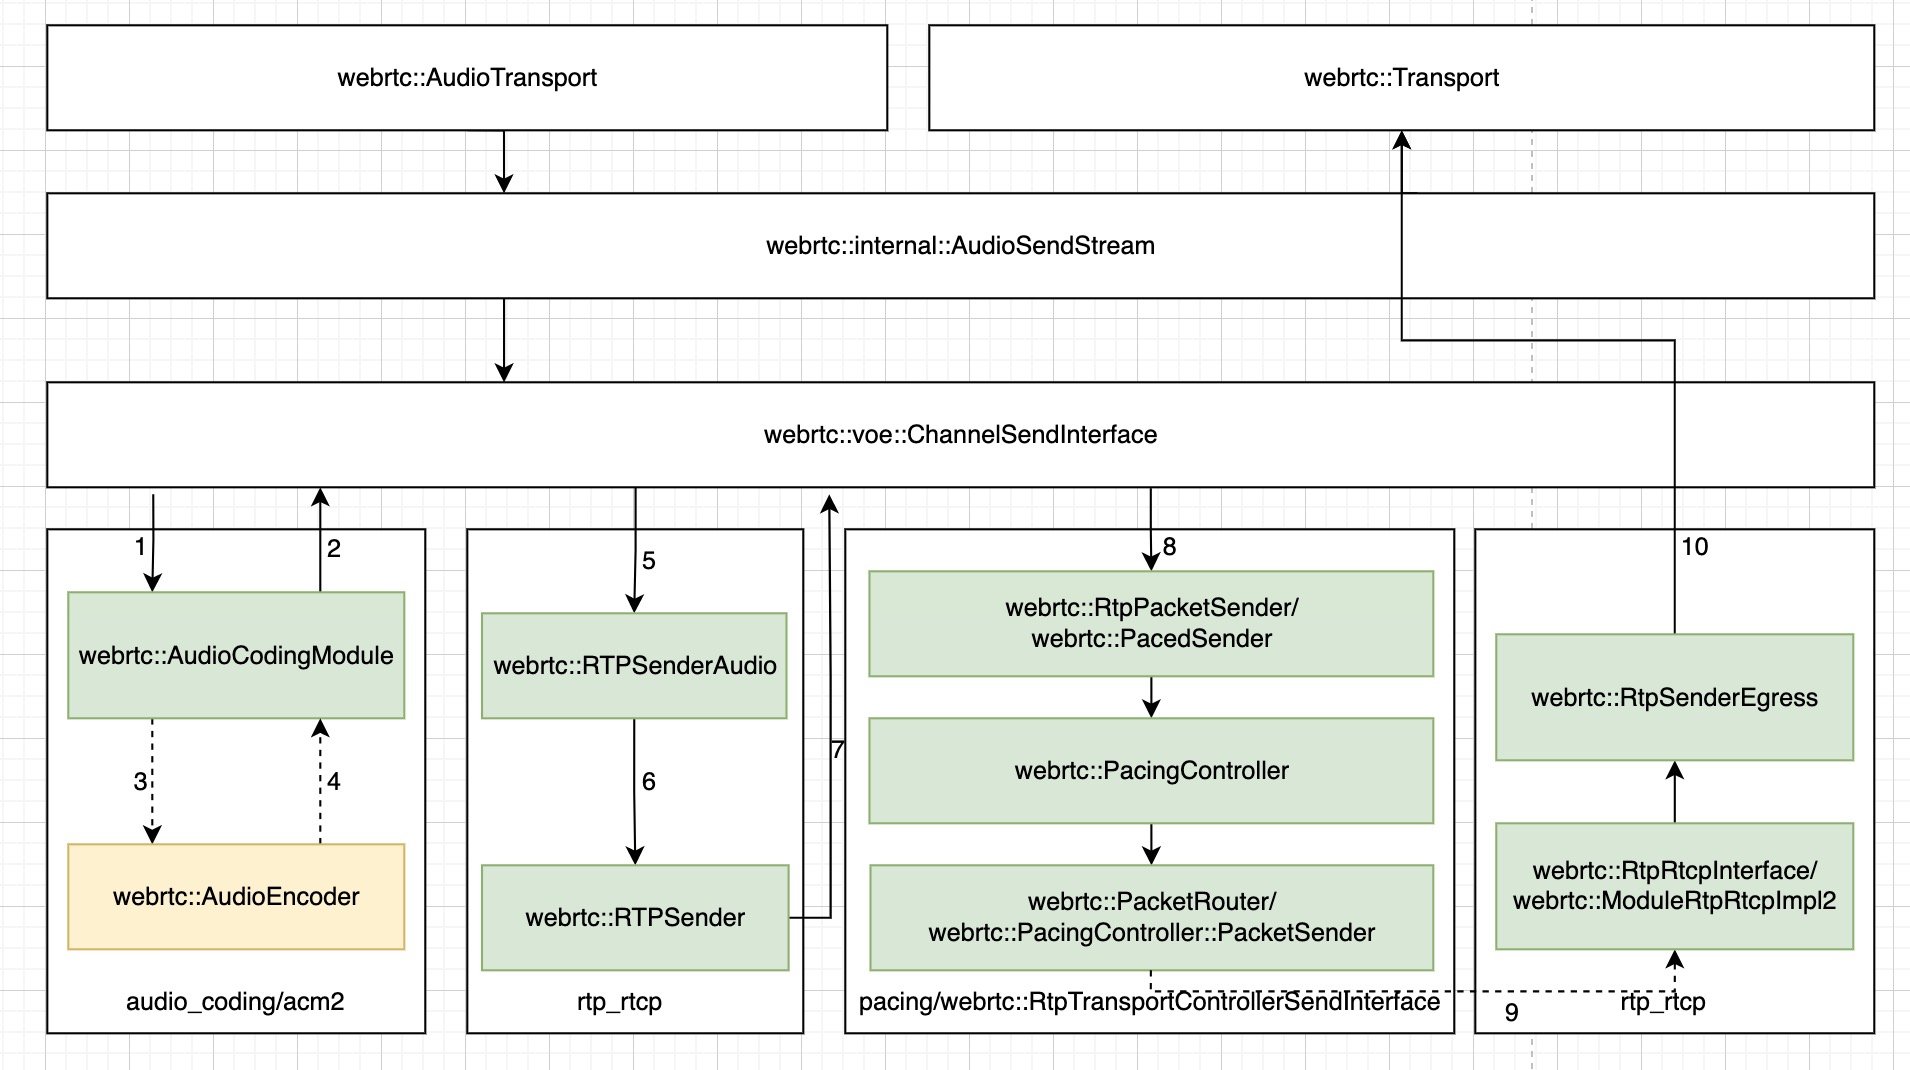 webrtc::AudioTransport
webrtc::Transport
webrtc::internal::AudioSendStream
webrtc::voe::ChannelSendInterface
1
2
webrtc::AudioCodingModule
3
4
webrtc::AudioEncoder
audio_coding/acm2
5
webrtc::RTPSenderAudio
6
7
webrtc::RTPSender
rtp_rtcp
8
webrtc::RtpPacketSender/
webrtc::PacedSender
webrtc::PacingController
webrtc::PacketRouter/
webrtc::PacingController::PacketSender
pacing/webrtc::RtpTransportControllerSendInterface
9
10
webrtc::RtpSenderEgress
webrtc::RtpRtcpInterface/
webrtc::ModuleRtpRtcpImpl2
rtp_rtcp